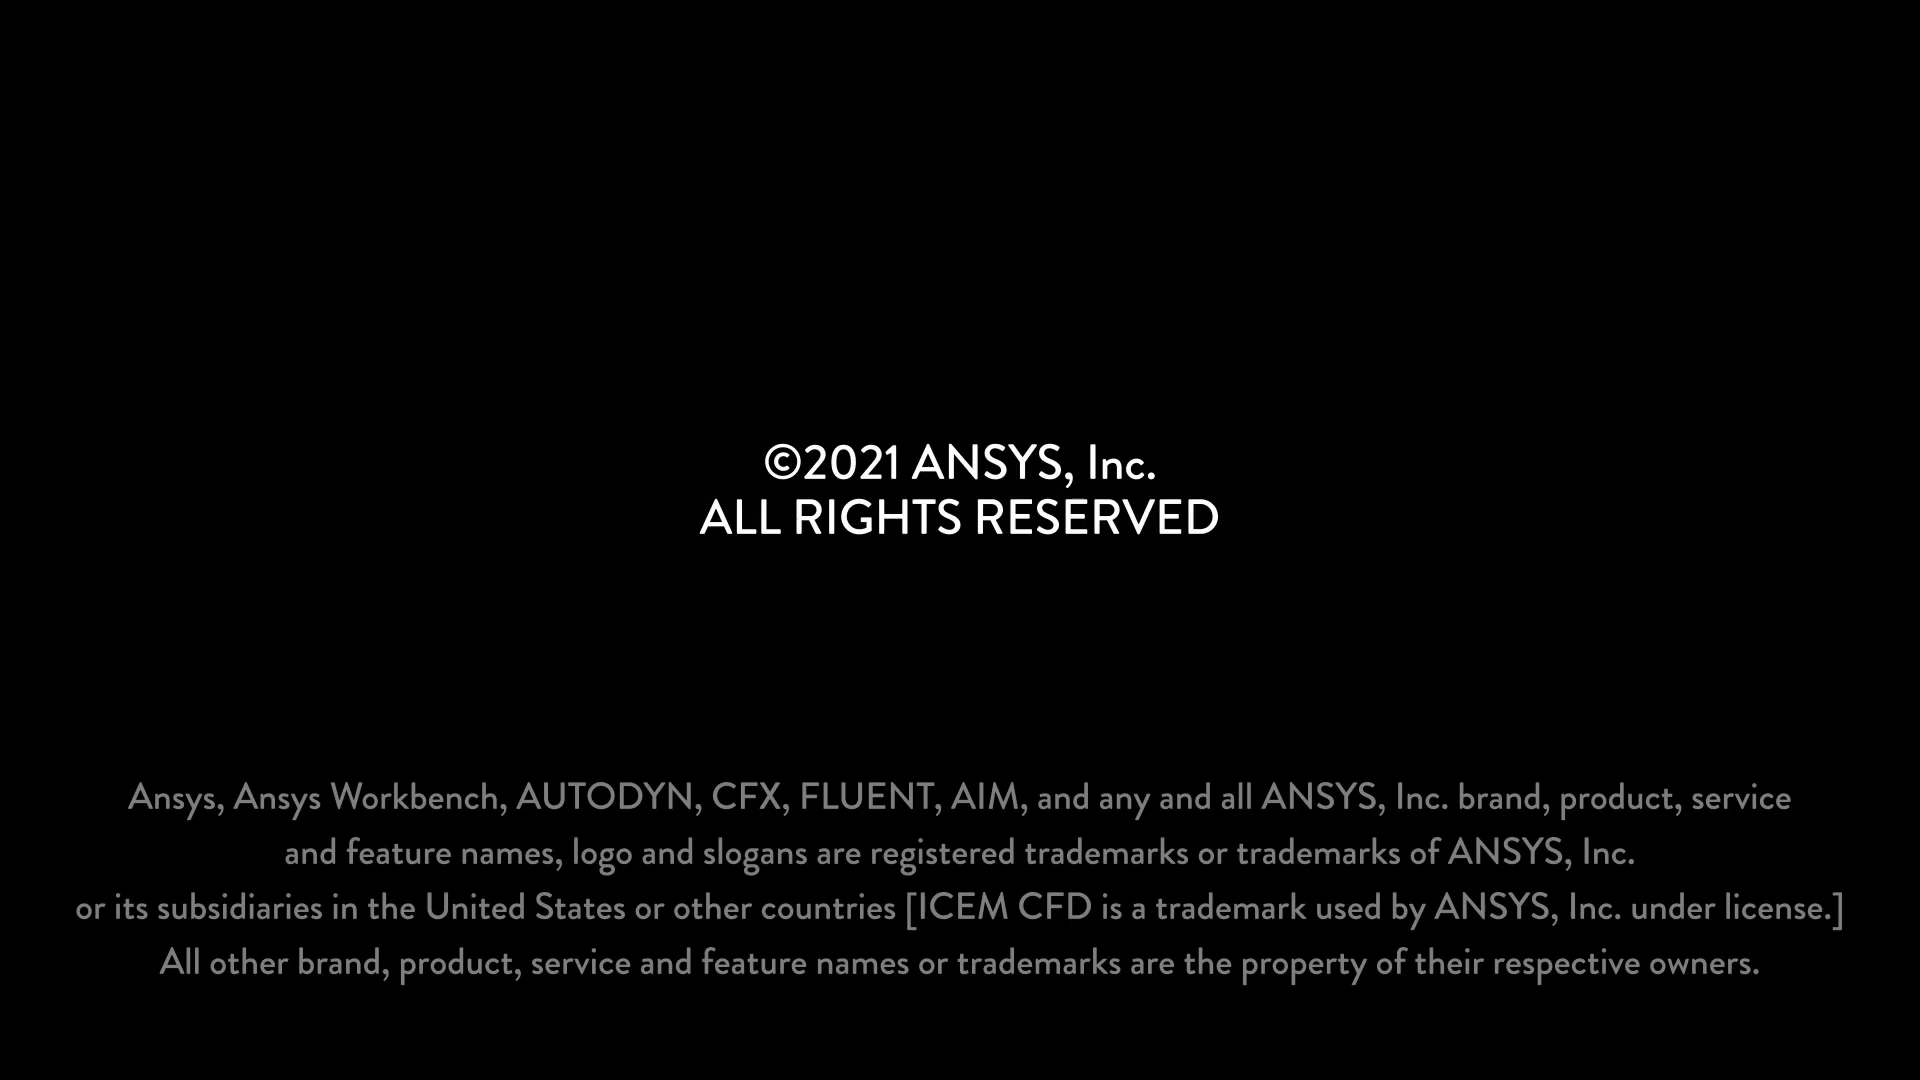 ©2021 ANSYS, Inc.
ALL RIGHTS RESERVED
Ansys, Ansys Workbench, AUTODYN, CFX, FLUENT, AIM, and any and all ANSYS, Inc. brand, product, service
and feature names, logo and slogans are registered trademarks or trademarks of ANSYS, Inc.
or its subsidiaries in the United States or other countries [ICEM CFD is a trademark used by ANSYS, Inc. under license.]
All other brand, product, service and feature names or trademarks are the property of their respective owners.